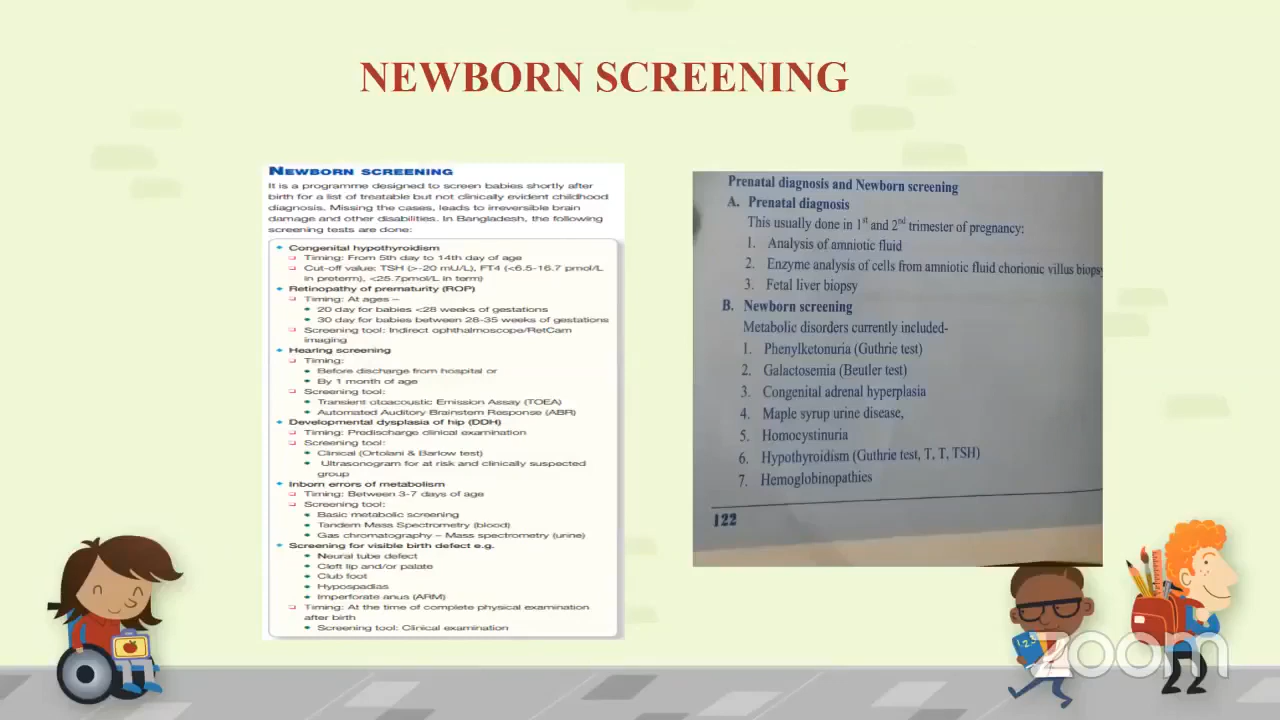 NEWBORN SCREENING
NEWBORN SCREENING
It is a programme designed to screen babies shortly after
birth for a list of treatable but not clinically evident childhood
diagnosis. Missing the cases, leads to irreversible brain
damage and other disabilities. In Bangladesh, the following
screening tests are done:
Congenital hypothyroidism
Timing: From 5th day to 14th day of age
Cut-off value: TSH (>-20 mU/L), FT4 (<6.5-16.7 pmol/L
in preterm), <25.7pmol/L in term)
Retinopathy of prematurity (ROP)
Timing: At ages –
20 day for babies <28 weeks of gestations
30 day for babies between 28-35 weeks of gestations
Screening tool: Indirect ophthalmoscope/RetCam
imaging
Hearing screening
Timing:
Before discharge from hospital or
By 1 month of age
Screening tool:
Transient otoacoustic Emission Assay (TOEA)
Automated Auditory Brainstem Response (ABR)
Developmental dysplasia of hip (DDH)
Timing: Predischarge clinical examination
Screening tool:
Clinical (Ortolani & Barlow test)
Ultrasonogram for at risk and clinically suspected
group
Inborn errors of metabolism
Timing: Between 3-7 days of age
Screening tool:
Basic metabolic screening
Tandem Mass Spectrometry (blood)
Gas chromatography – Mass spectrometry (urine)
Screening for visible birth defect e.g.
Neural tube defect
Cleft lip and/or palate
Club foot
Hypospadias
Imperforate anus (ARM)
Timing: At the time of complete physical examination
after birth
Screening tool: Clinical examination
Prenatal diagnosis and Newborn screening
A. Prenatal diagnosis
This usually done in 1st and 2nd trimester of pregnancy:
1. Analysis of amniotic fluid
2. Enzyme analysis of cells from amniotic fluid chorionic villus biopsy
3. Fetal liver biopsy
B. Newborn screening
Metabolic disorders currently included-
1. Phenylketonuria (Guthrie test)
2. Galactosemia (Beutler test)
3. Congenital adrenal hyperplasia
4. Maple syrup urine disease,
5. Homocystinuria
6. Hypothyroidism (Guthrie test, T, T, TSH)
7. Hemoglobinopathies
122
1,2,3
zoom